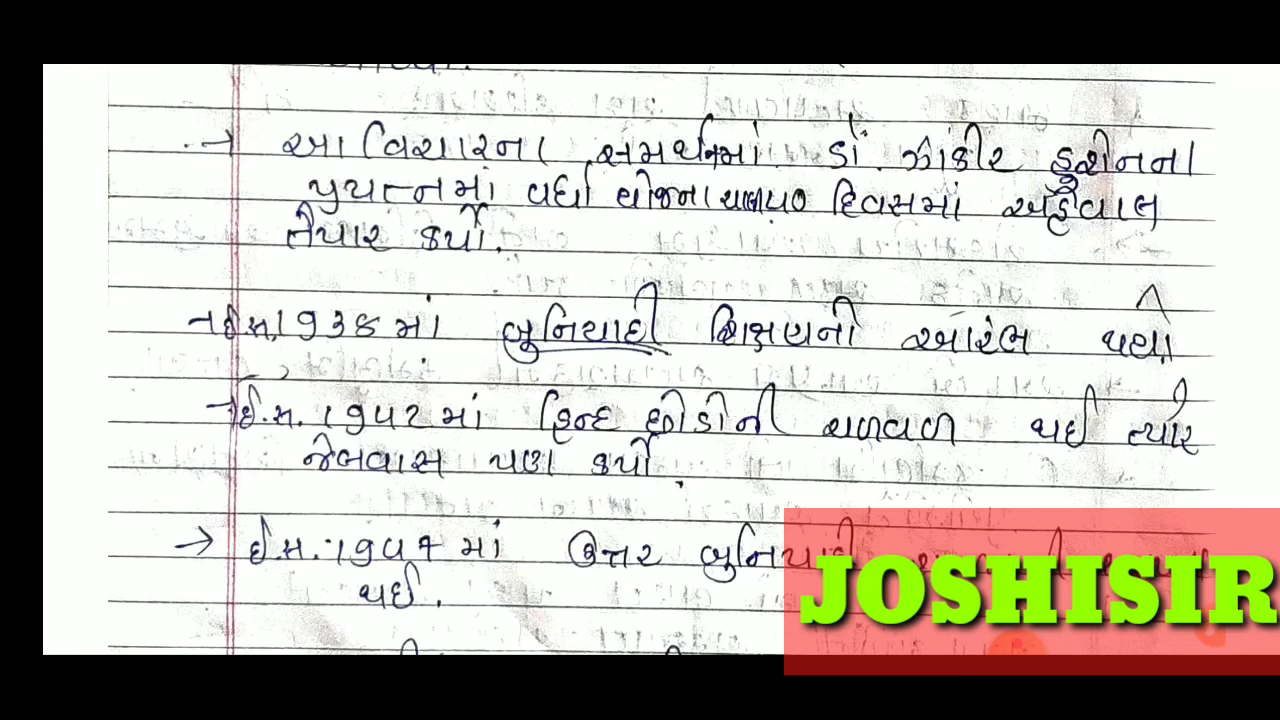 → આ વિચારના સમર્થનમાં ડૉ. ઝાકીર હુશેનના
પ્રયત્નમાં વર્ધા યોજના દિવસમાં અહેવાલ
તૈયાર કર્યો.
→ ઈ.સ. 1938 માં બુનિયાદી શિક્ષણની આરંભ થયો
→ ઈ.સ. 1942 માં હિન્દ છોડોની ચળવળ થઈ ત્યારે
જેલવાસ પણ કર્યો.
→ ઈ.સ. 1947 માં ઉત્તર બુનિયાદી
થઈ.
JOSHISIR